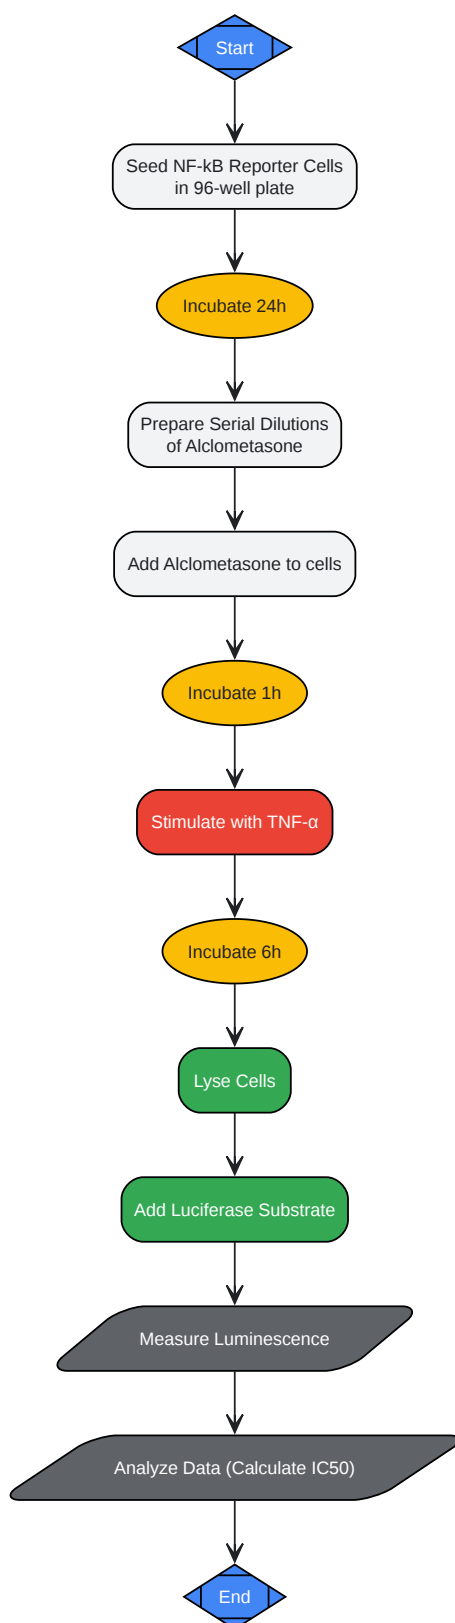 Start
Seed NF-kB Reporter Cells
in 96-well plate
Incubate 24h
Prepare Serial Dilutions
of Alclometasone
Add Alclometasone to cells
Incubate 1h
Stimulate with TNF-α
Incubate 6h
Lyse Cells
Add Luciferase Substrate
Measure Luminescence
Analyze Data (Calculate IC50)
End